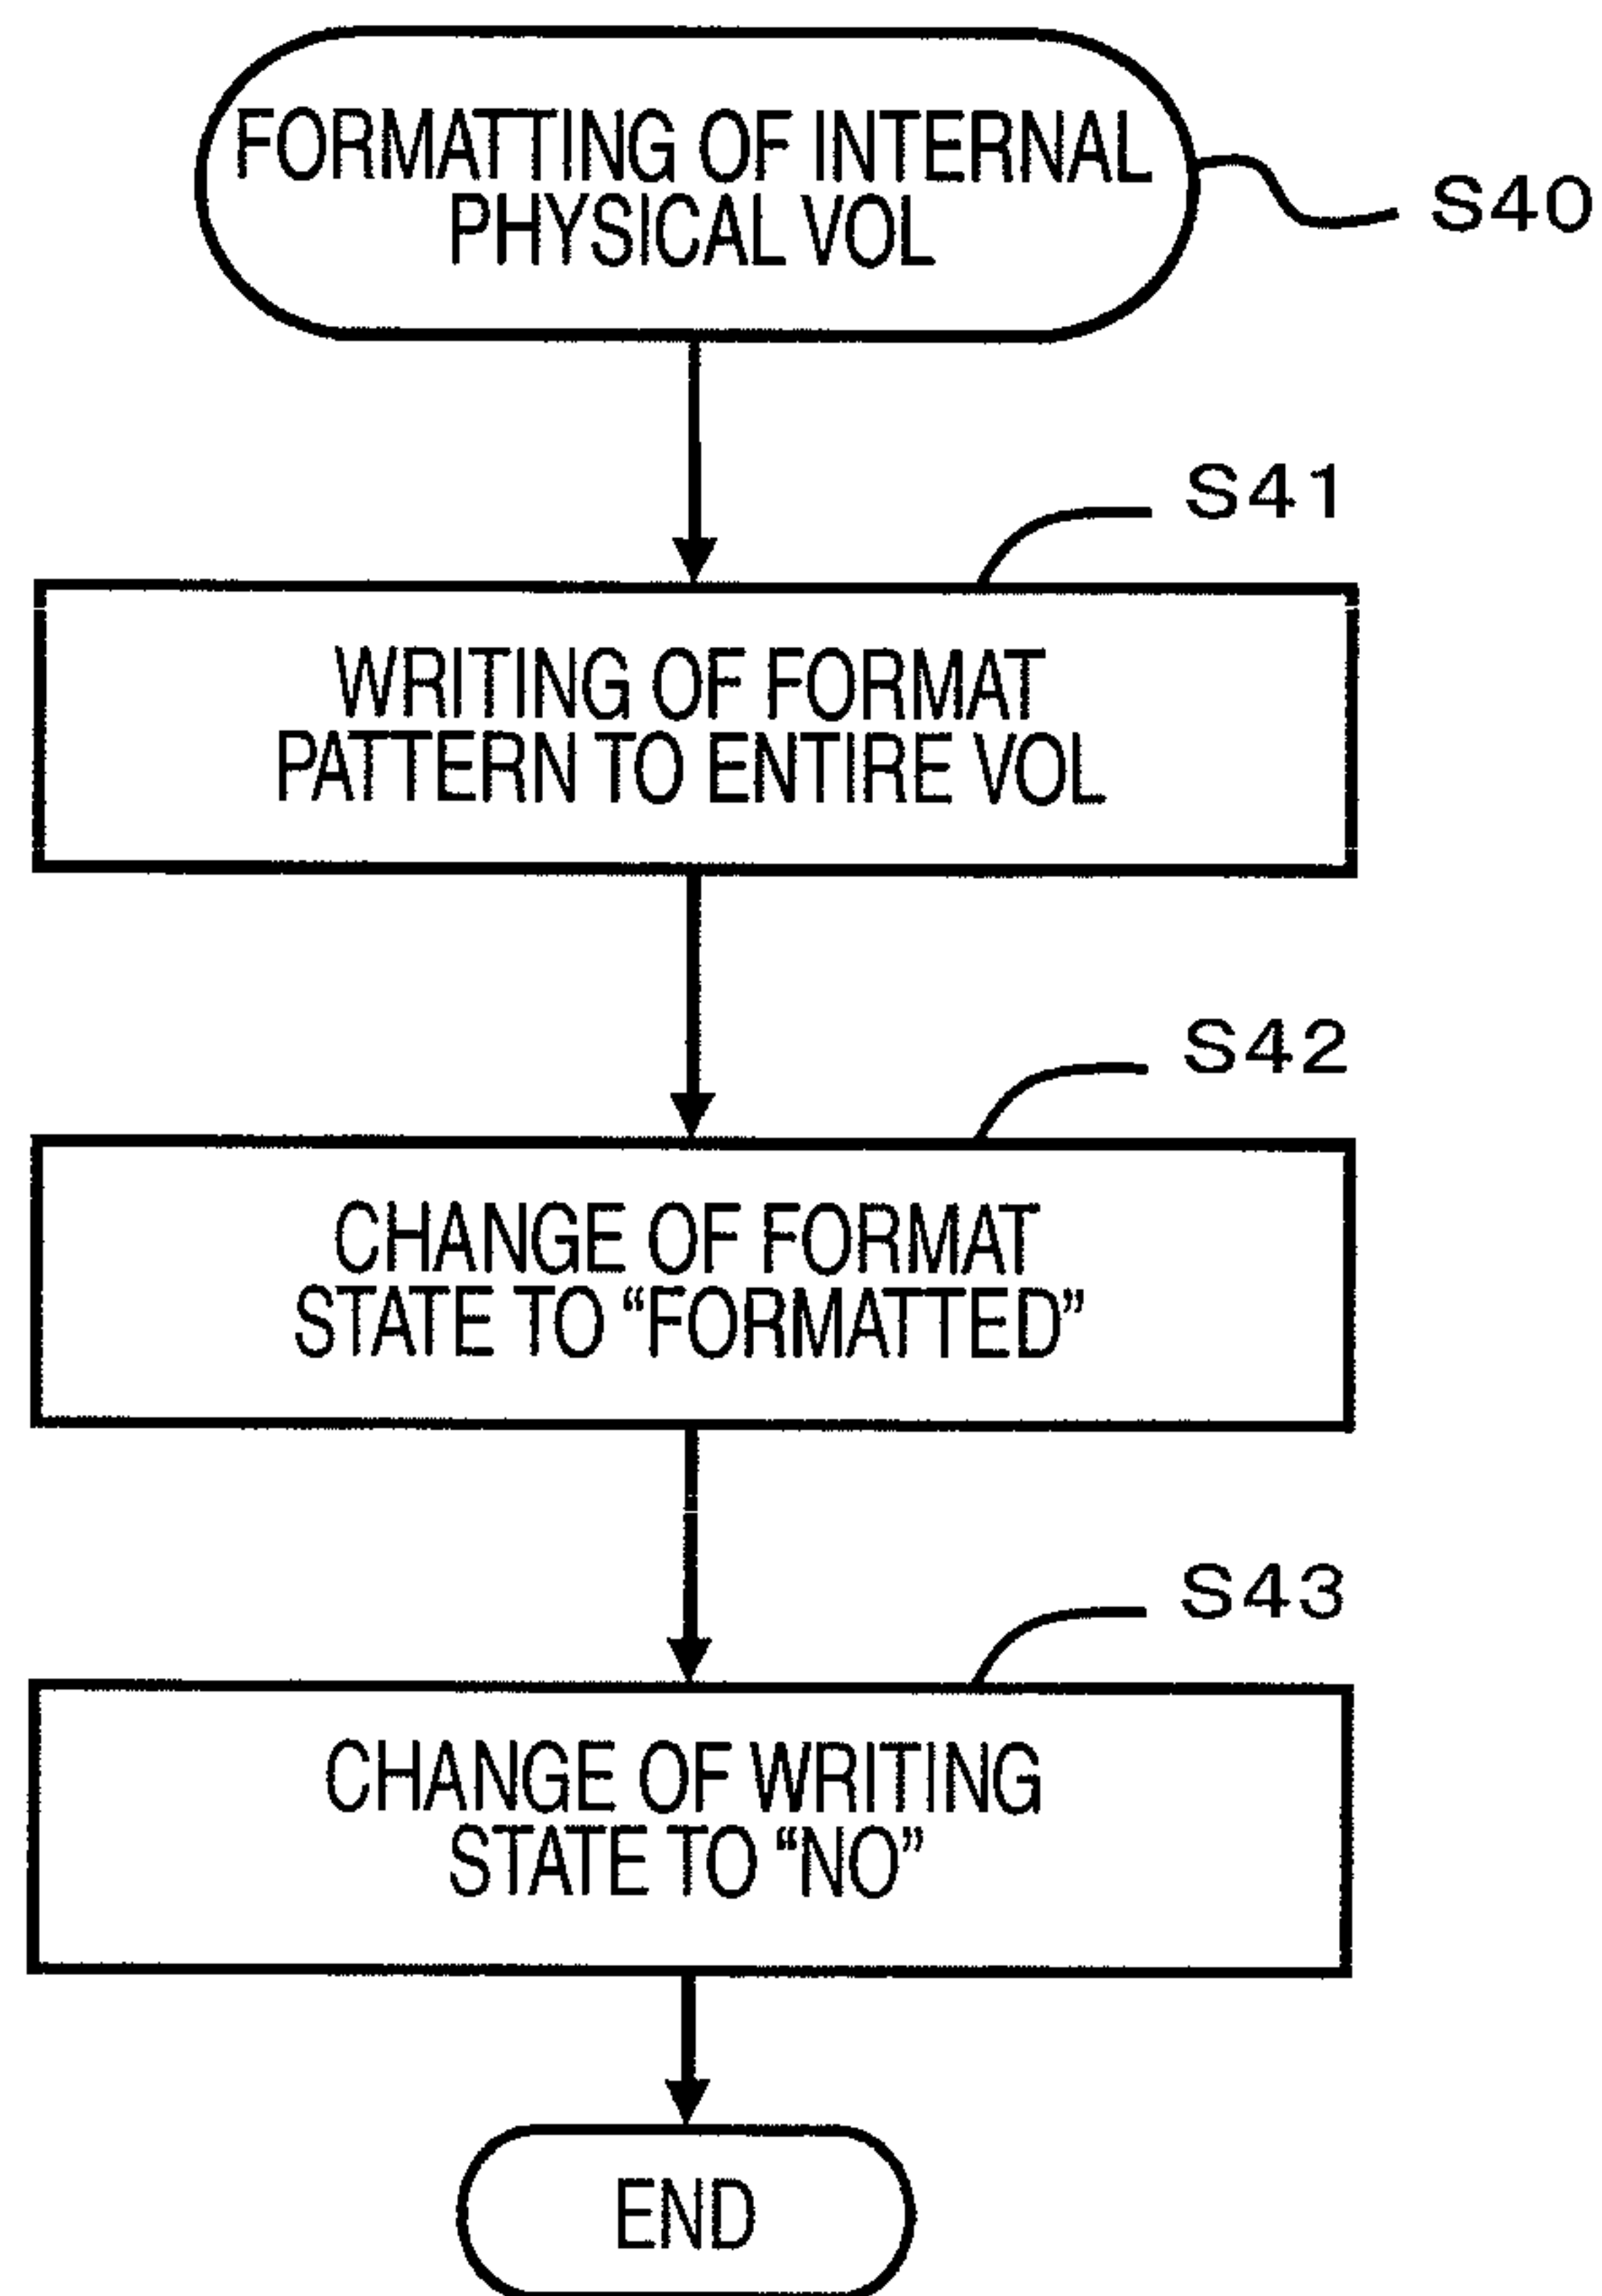 FORMATTING OF INTERNAL
PHYSICAL VOL
S40
S41
WRITING OF FORMAT
PATTERN TO ENTIRE VOL
S42
CHANGE OF FORMAT
STATE TO “FORMATTED”
S43
CHANGE OF WRITING
STATE TO “NO”
END